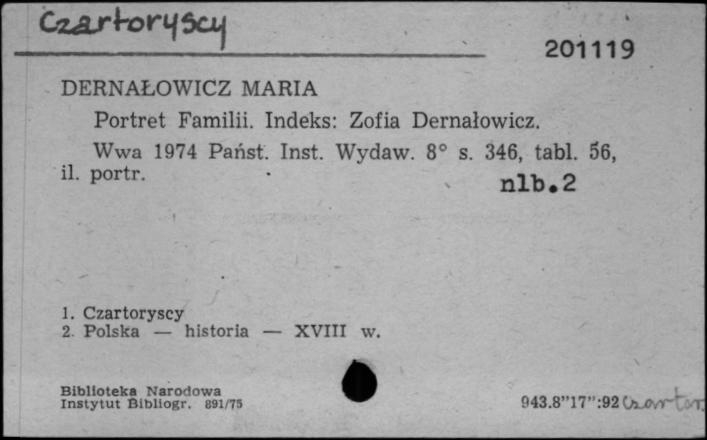 Czartoryscy
201119
DERNAŁOWICZ MARIA
Portret Familii. Indeks: Zofia Dernałowicz.
Wwa 1974 Państ. Inst. Wydaw. 8° s. 346, tabl. 56,
il. portr.
nlb.2
1. Czartoryscy
2. Polska — historia — XVIII w.
Biblioteka Narodowa
Instytut Bibliogr. 891/75
943.8"17":92